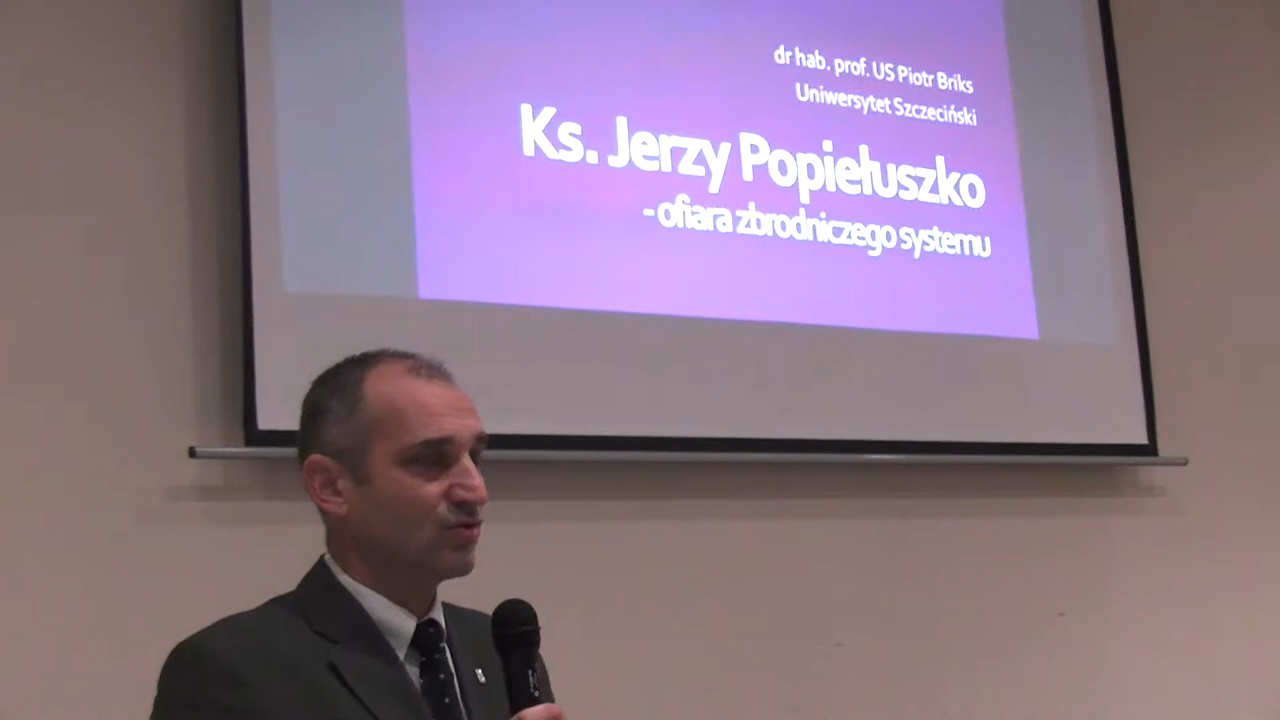 dr hab. prof. US Piotr Briks
Uniwersytet Szczeciński
Ks. Jerzy Popiełuszko
- ofiara zbrodniczego systemu